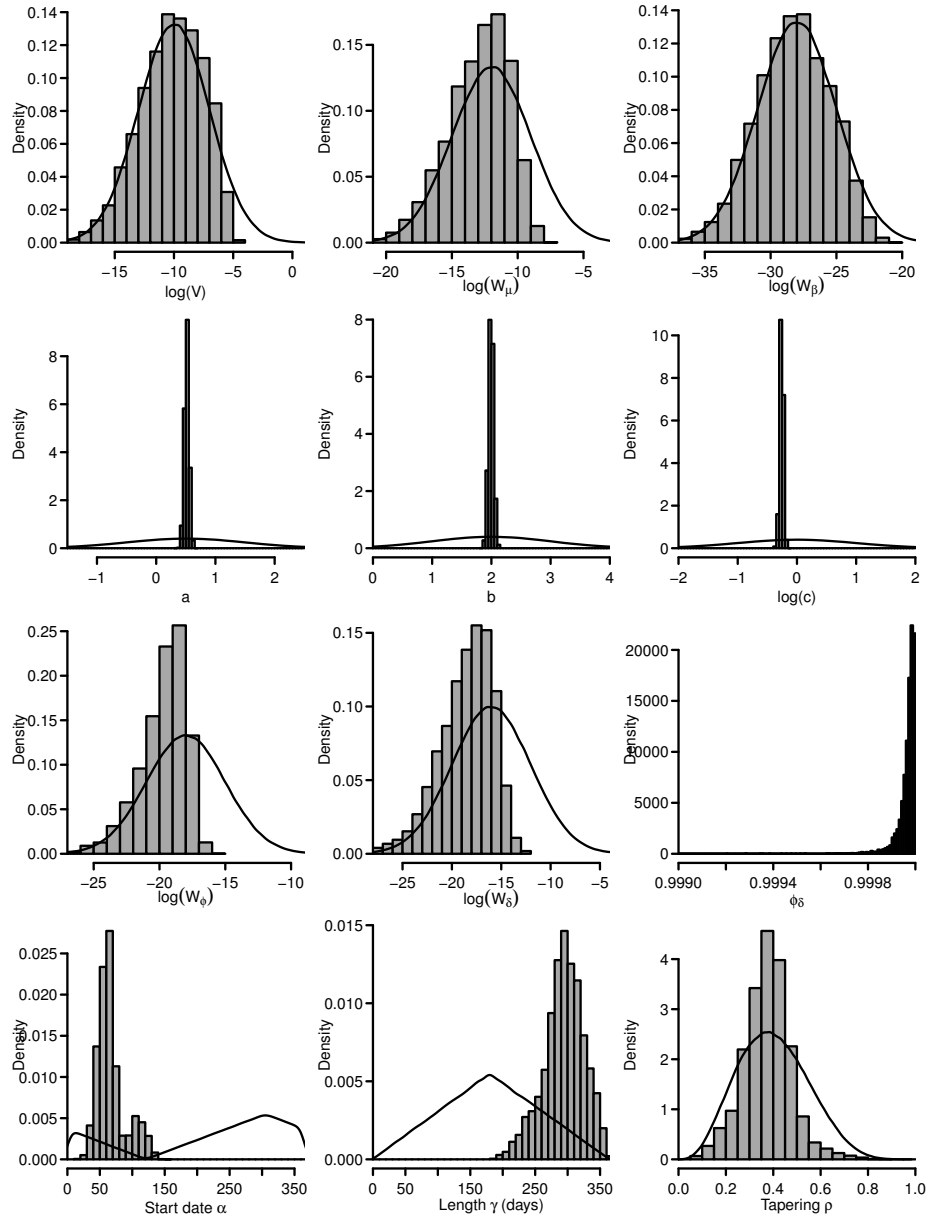 0.14
0.12
0.10
0.08
0.06
0.04
0.02
0.00
Density
−15 −10 −5 0
log(V)
0.15
0.10
0.05
0.00
Density
−20 −15 −10 −5
log(Wμ)
0.14
0.12
0.10
0.08
0.06
0.04
0.02
0.00
Density
−35 −30 −25 −20
log(Wβ)
8
6
4
2
0
Density
−1 0 1 2
a
8
6
4
2
0
Density
0 1 2 3 4
b
10
8
6
4
2
0
Density
−2 −1 0 1 2
log(c)
0.25
0.20
0.15
0.10
0.05
0.00
Density
−25 −20 −15 −10
log(Wϕ)
0.15
0.10
0.05
0.00
Density
−25 −20 −15 −10 −5
log(Wδ)
20000
15000
10000
5000
0
Density
0.9990 0.9994 0.9998
ϕδ
0.025
0.020
0.015
0.010
0.005
0.000
Density
0 50 150 250 350
Start date α
0.015
0.010
0.005
0.000
Density
0 50 150 250 350
Length γ (days)
4
3
2
1
0
Density
0.0 0.2 0.4 0.6 0.8 1.0
Tapering ρ